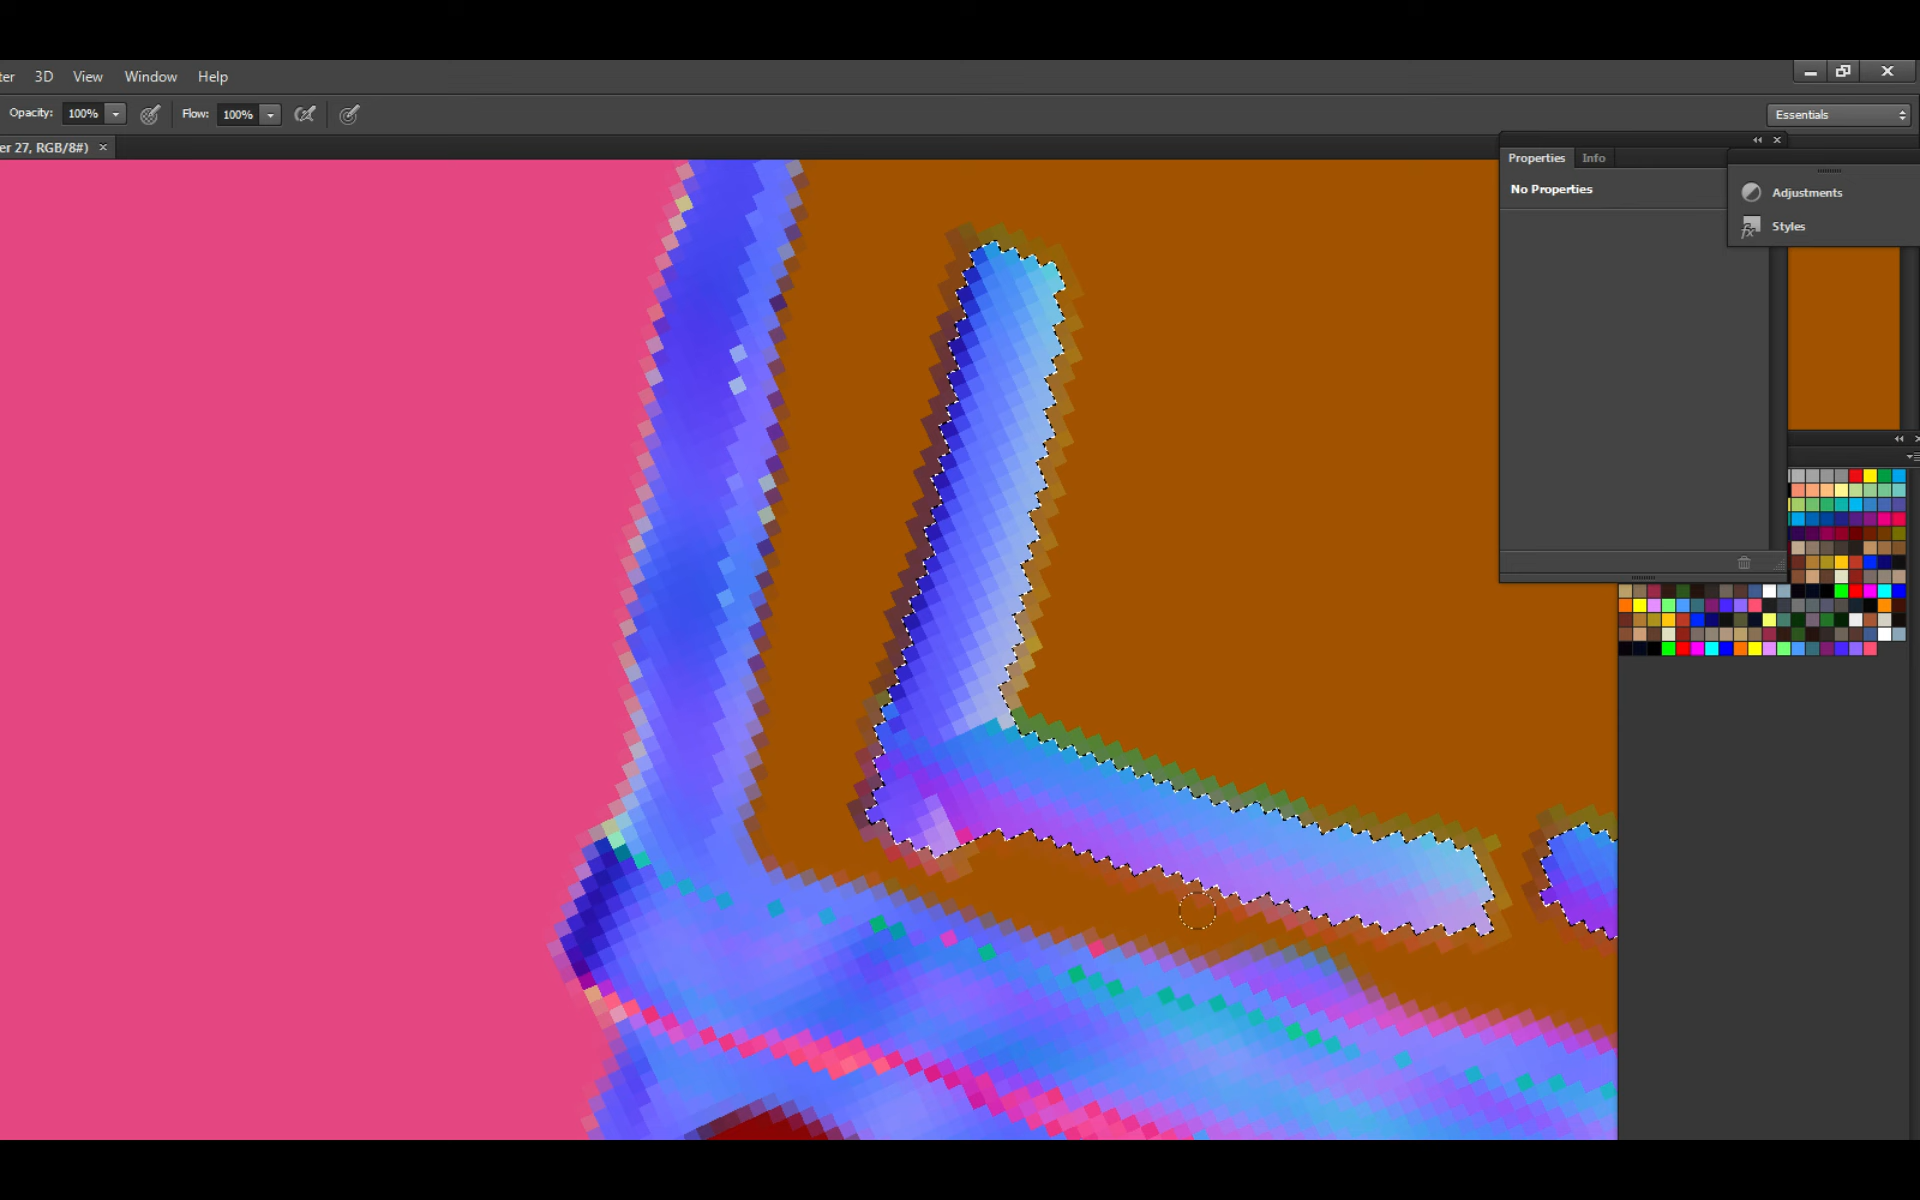 ter 3D View Window Help
Opacity: 100% Flow: 100% Essentials
er 27, RGB/8#)
Properties Info
No Properties
Adjustments
Styles